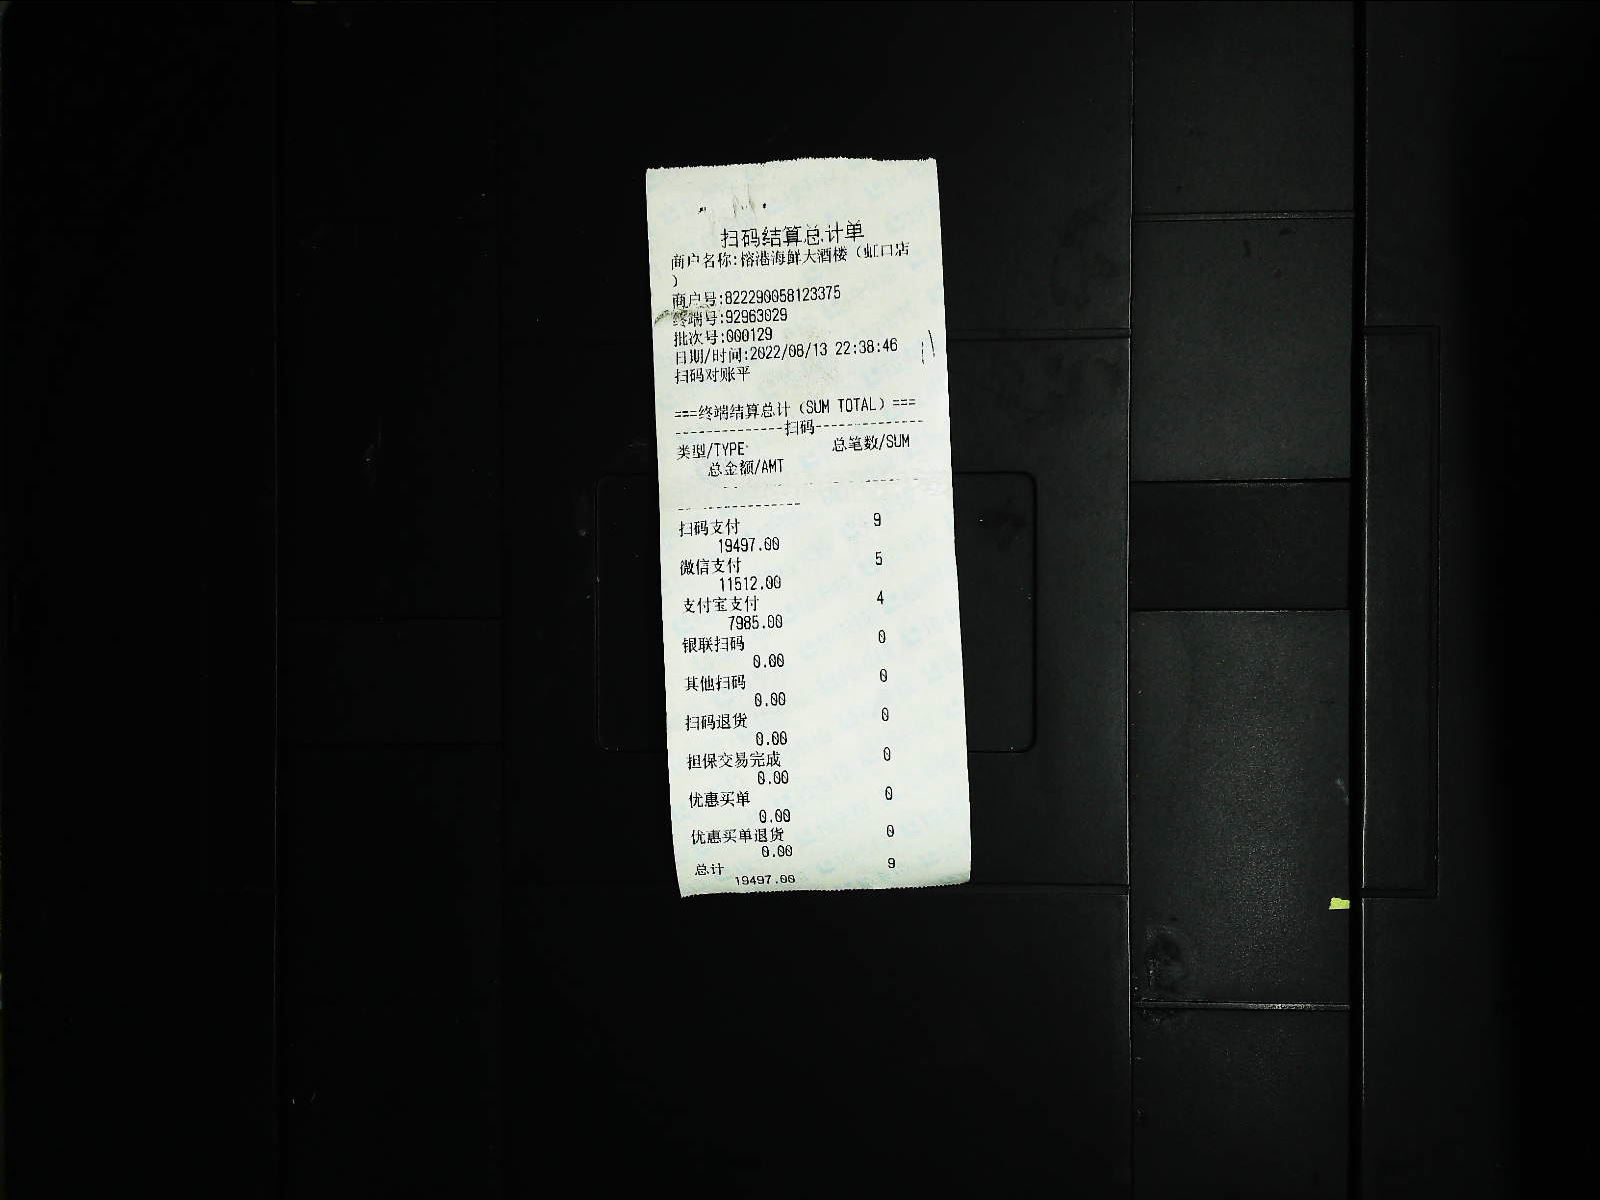 扫码结算总计单
商户名称:榕港海鲜大酒楼（虹口店
）
商户号:822290058123375
终端号:92963029
批次号:000129
日期/时间:2022/08/13 22:38:46
扫码对账平
===终端结算总计（SUM TOTAL）===
-------------扫码-------------
类型/TYPE 总笔数/SUM
总金额/AMT
扫码支付 9
19497.00
微信支付 5
11512.00
支付宝支付 4
7985.00
银联扫码 0
0.00
其他扫码 0
0.00
扫码退货 0
0.00
担保交易完成 0
0.00
优惠买单 0
0.00
优惠买单退货 0
0.00
总计 9
19497.00